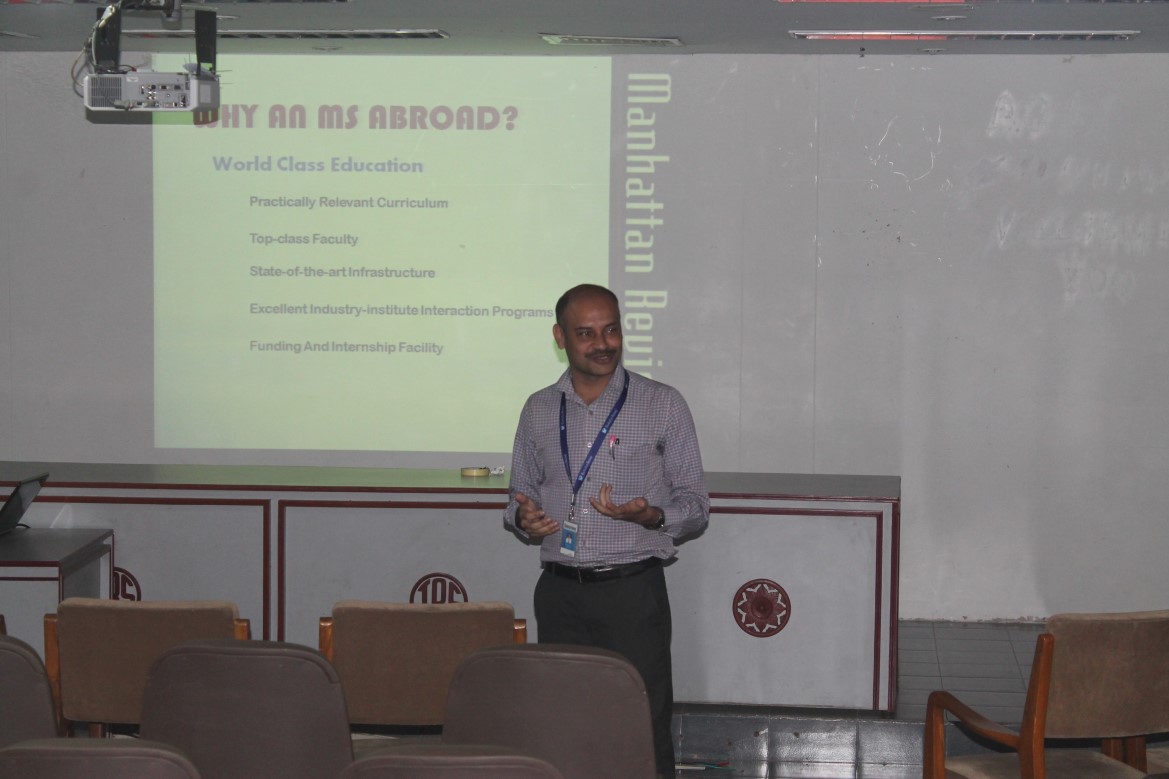 WHY AN MS ABROAD?
World Class Education
Practically Relevant Curriculum
Top-class Faculty
State-of-the-art Infrastructure
Excellent Industry-institute Interaction Programs
Funding And Internship Facility
Manhattan Revi